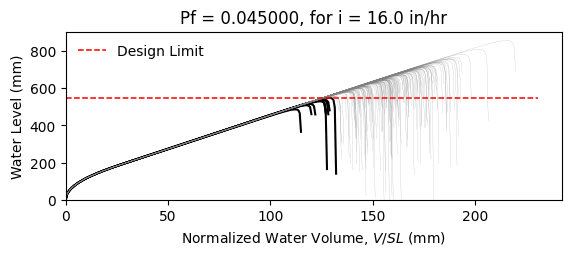 Pf = 0.045000, for i = 16.0 in/hr
Design Limit
Water Level (mm)
800
600
400
200
0
0 50 100 150 200
Normalized Water Volume, V/SL (mm)